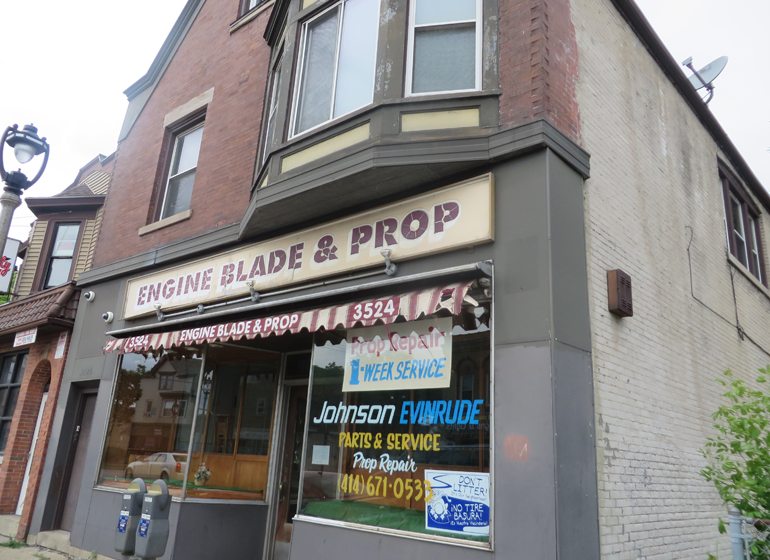 ENGINE BLADE & PROP
3524 ENGINE BLADE & PROP 3524
Prop Repair
1-WEEK SERVICE
Johnson EVINRUDE
PARTS & SERVICE
Prop Repair
(414) 671-0533
DON'T
LITTER!
¡NO TIRE
BASURA!